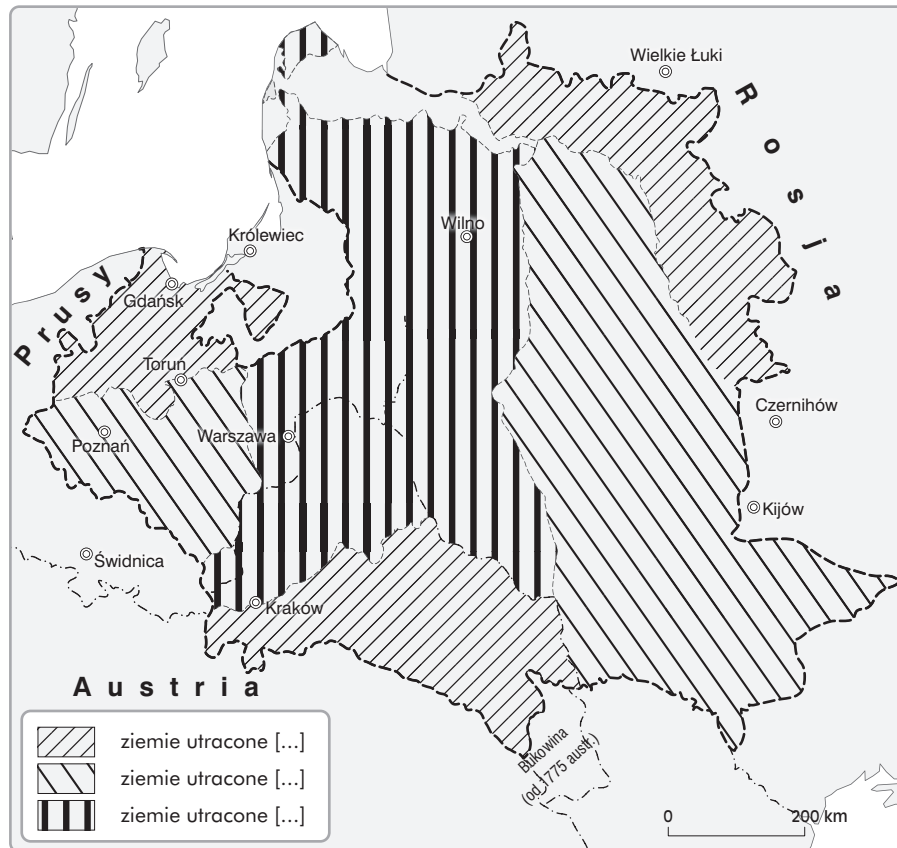 Wielkie Łuki
Rosja
Wilno
Królewiec
Prusy
Gdańsk
Toruń
Czernihów
Poznań
Warszawa
Kijów
Świdnica
Kraków
Austria
Bukowina
(od 1775 austr.)
ziemie utracone [...]
ziemie utracone [...]
ziemie utracone [...]
0 200 km